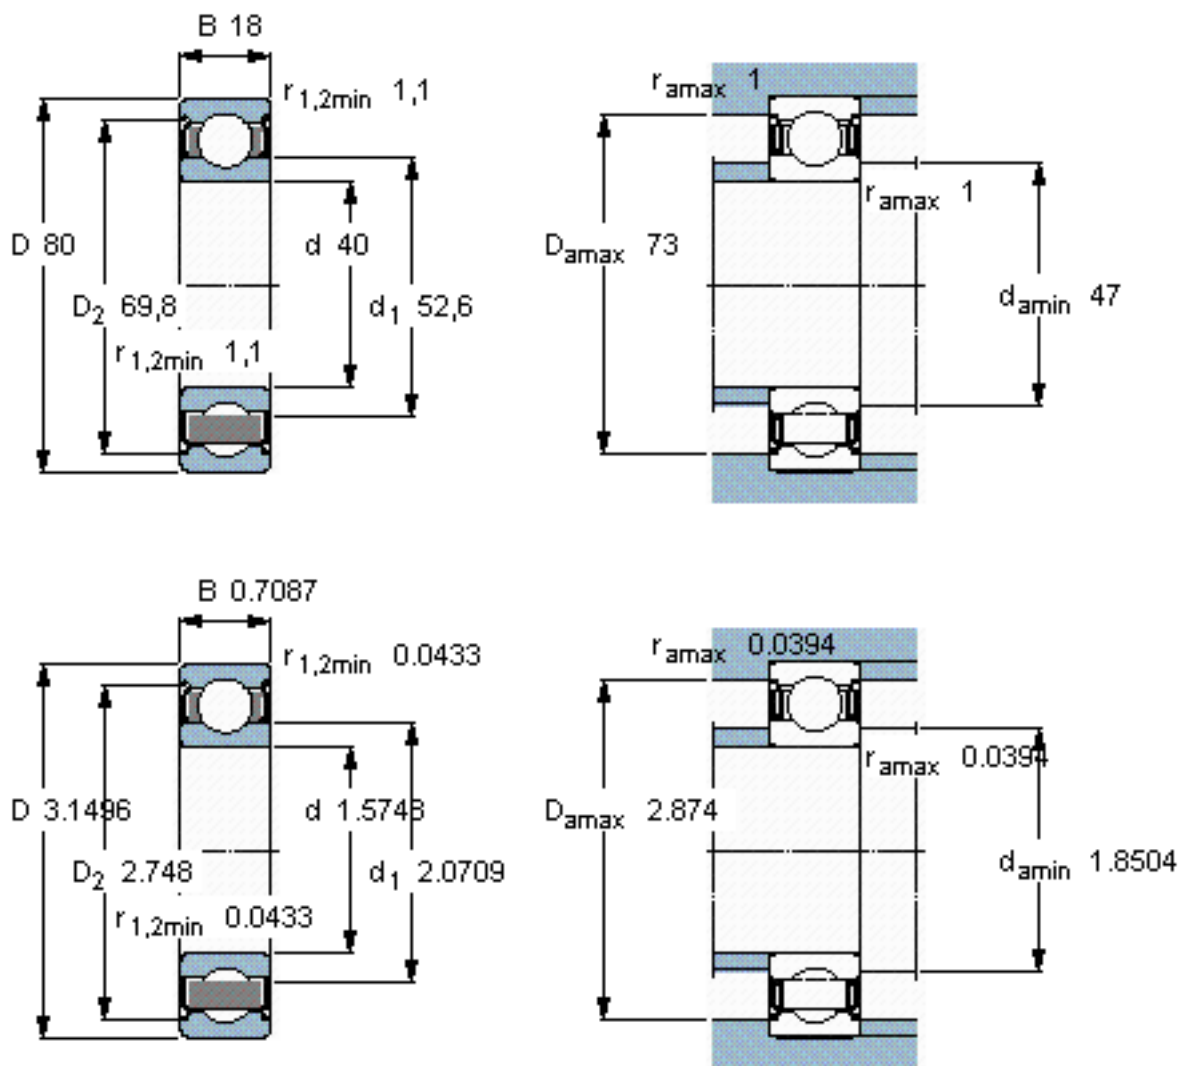 B 18
r1,2min 1,1
ramax 1
ramax 1
D 80
d 40
Damax 73
D2 69,8
d1 52,6
damin 47
r1,2min 1,1
B 0.7087
r1,2min 0.0433
ramax 0.0394
ramax 0.0394
D 3.1496
d 1.5748
Damax 2.874
D2 2.748
d1 2.0709
damin 1.8504
r1,2min 0.0433